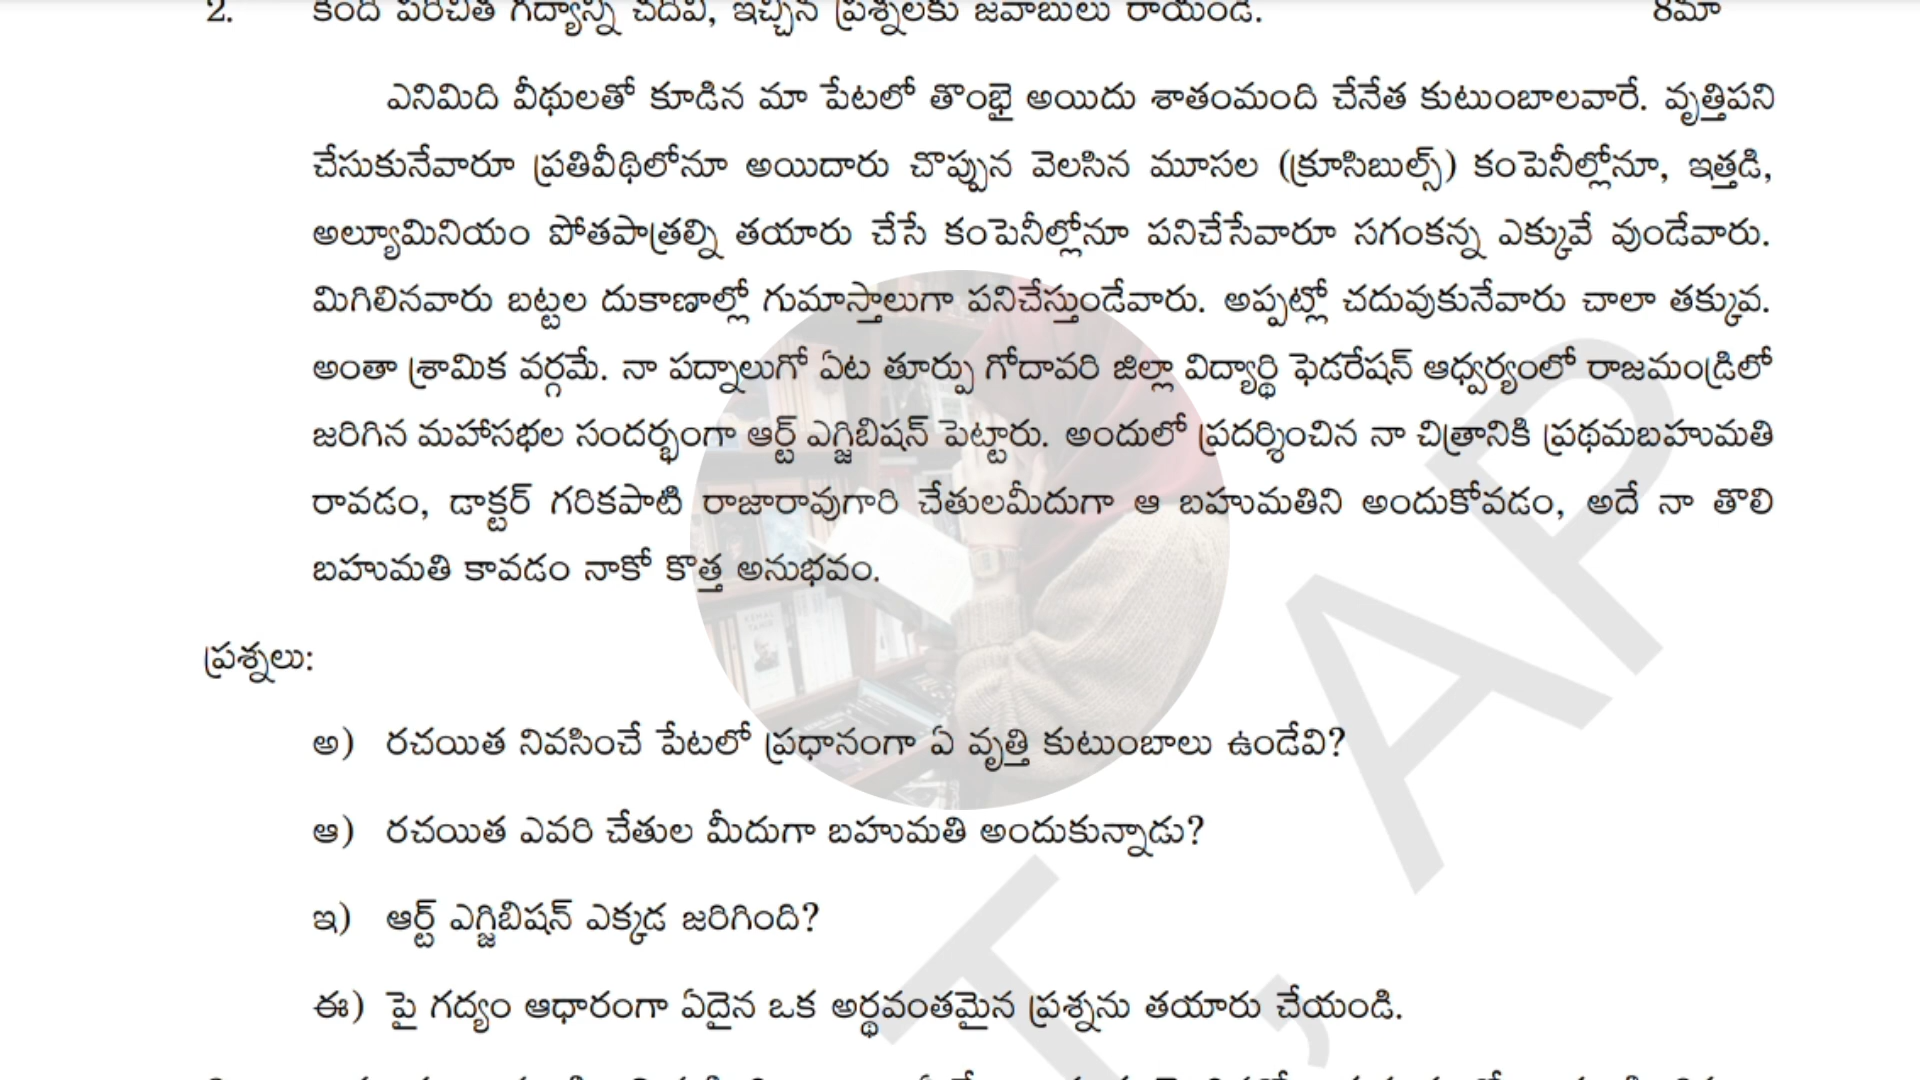 2. కింది పరిచిత గద్యాన్ని చదివి, ఇచ్చిన ప్రశ్నలకు జవాబులు రాయండి. 8మా
ఎనిమిది వీథులతో కూడిన మా పేటలో తొంభై అయిదు శాతంమంది చేనేత కుటుంబాలవారే. వృత్తిపని
చేసుకునేవారూ ప్రతివీథిలోనూ అయిదారు చొప్పున వెలసిన మూసల (క్రూసిబుల్స్) కంపెనీల్లోనూ, ఇత్తడి,
అల్యూమినియం పోతపాత్రల్ని తయారు చేసే కంపెనీల్లోనూ పనిచేసేవారూ సగంకన్న ఎక్కువే వుండేవారు.
మిగిలినవారు బట్టల దుకాణాల్లో గుమాస్తాలుగా పనిచేస్తుండేవారు. అప్పట్లో చదువుకునేవారు చాలా తక్కువ.
అంతా శ్రామిక వర్గమే. నా పద్నాలుగో ఏట తూర్పు గోదావరి జిల్లా విద్యార్థి ఫెడరేషన్ ఆధ్వర్యంలో రాజమండ్రిలో
జరిగిన మహాసభల సందర్భంగా ఆర్ట్ ఎగ్జిబిషన్ పెట్టారు. అందులో ప్రదర్శించిన నా చిత్రానికి ప్రథమబహుమతి
రావడం, డాక్టర్ గరికపాటి రాజారావుగారి చేతులమీదుగా ఆ బహుమతిని అందుకోవడం, అదే నా తొలి
బహుమతి కావడం నాకో కొత్త అనుభవం.
ప్రశ్నలు:
అ) రచయిత నివసించే పేటలో ప్రధానంగా ఏ వృత్తి కుటుంబాలు ఉండేవి?
ఆ) రచయిత ఎవరి చేతుల మీదుగా బహుమతి అందుకున్నాడు?
ఇ) ఆర్ట్ ఎగ్జిబిషన్ ఎక్కడ జరిగింది?
ఈ) పై గద్యం ఆధారంగా ఏదైన ఒక అర్థవంతమైన ప్రశ్నను తయారు చేయండి.
T, AP